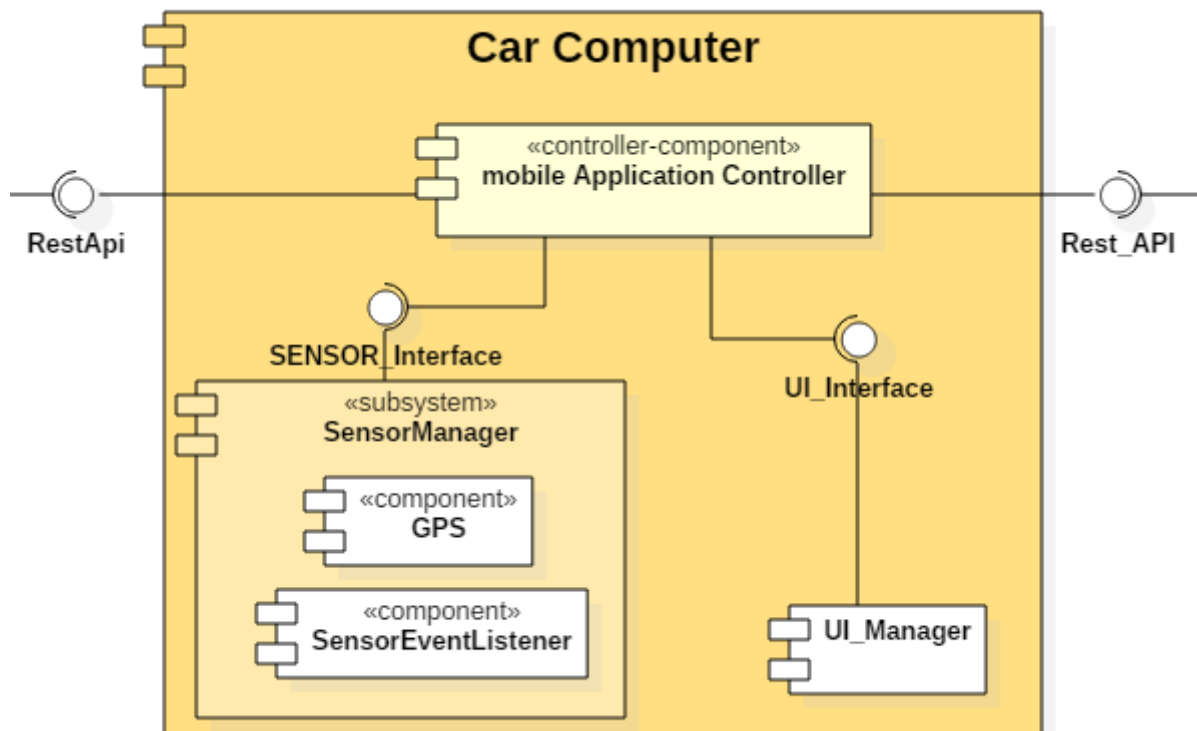 Car Computer
«controller-component»
mobile Application Controller
RestApi
Rest_API
SENSOR_Interface
UI_Interface
«subsystem»
SensorManager
«component»
GPS
«component»
SensorEventListener
UI_Manager